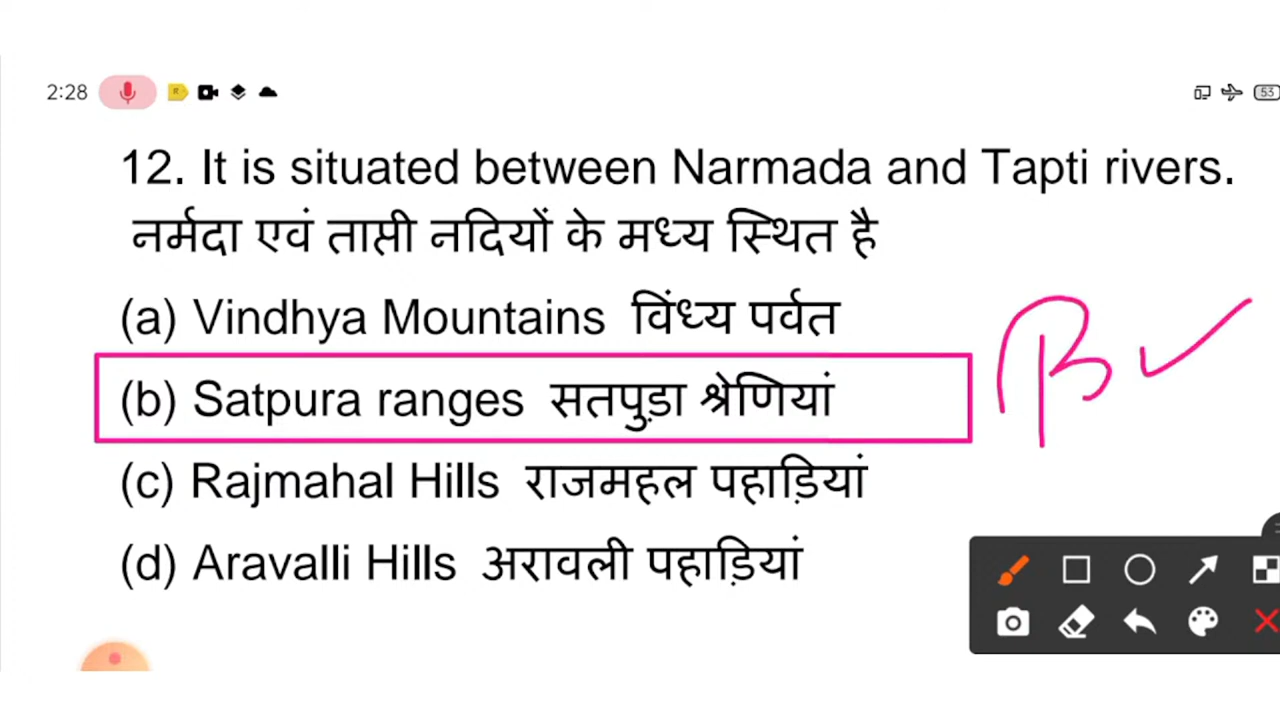 2:28 R 53
12. It is situated between Narmada and Tapti rivers.
नर्मदा एवं ताप्ती नदियों के मध्य स्थित है
(a) Vindhya Mountains विंध्य पर्वत
(b) Satpura ranges सतपुड़ा श्रेणियां
B
(c) Rajmahal Hills राजमहल पहाड़ियां
(d) Aravalli Hills अरावली पहाड़ियां